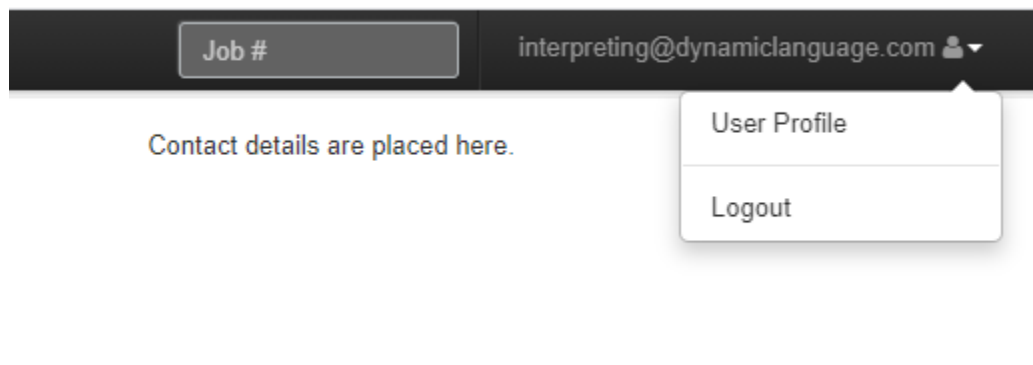 Job #
interpreting@dynamiclanguage.com
User Profile
Contact details are placed here.
Logout